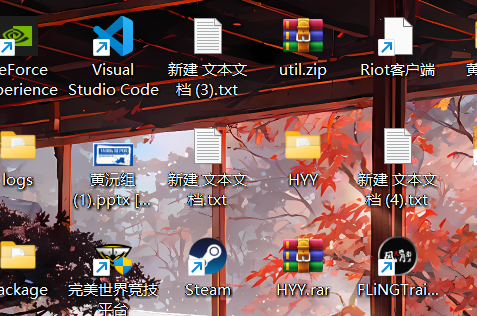 eForce
perience
Visual
Studio Code
新建 文本文
档 (3).txt
util.zip
Riot客户端
logs
黄沅组
(1).pptx [...
新建 文本文
档.txt
HYY
新建 文本文
档 (4).txt
ackage
完美世界竞技
平台
Steam
HYY.rar
FLiNGTrai...